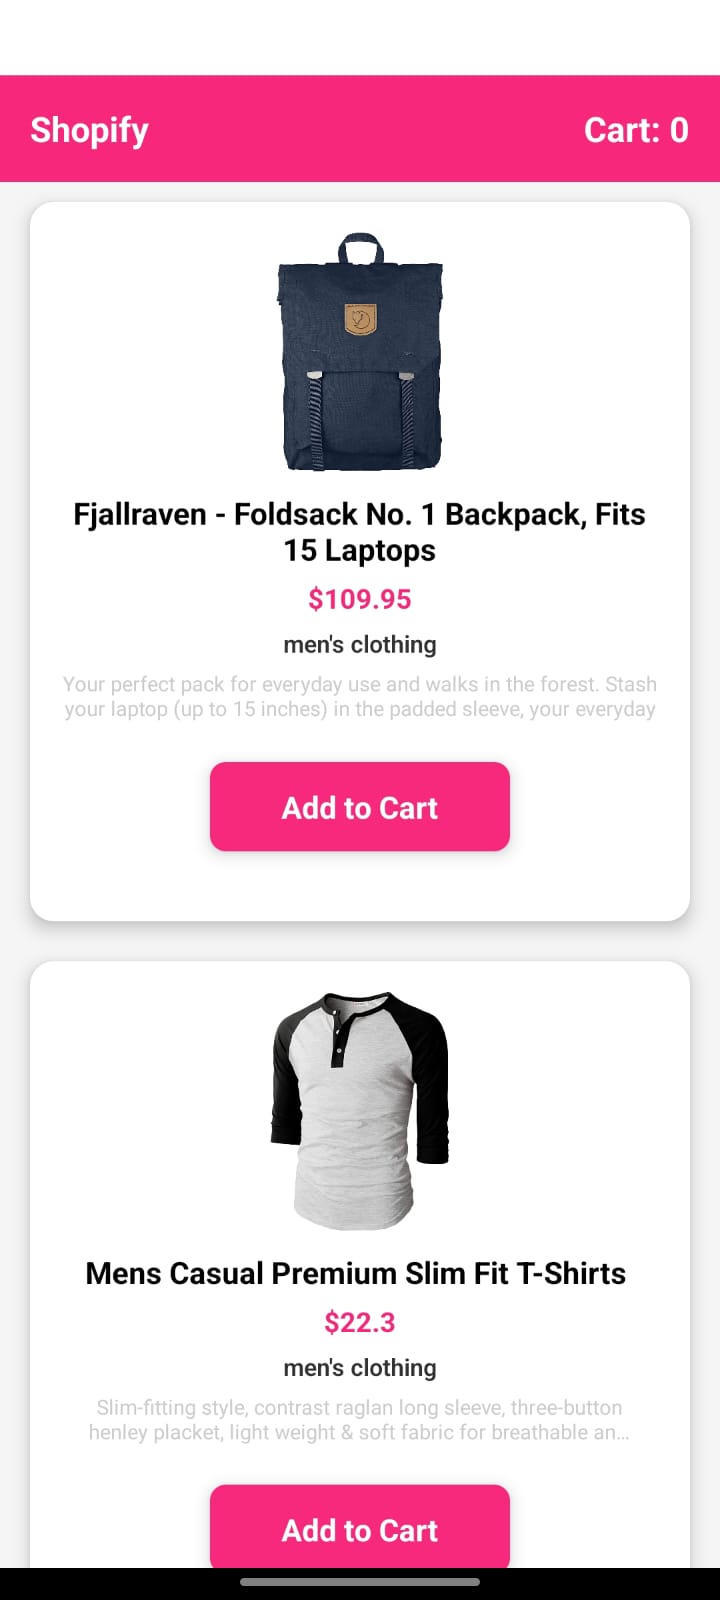 Shopify
Cart: 0
Fjallraven - Foldsack No. 1 Backpack, Fits
15 Laptops
$109.95
men's clothing
Your perfect pack for everyday use and walks in the forest. Stash
your laptop (up to 15 inches) in the padded sleeve, your everyday
Add to Cart
Mens Casual Premium Slim Fit T-Shirts
$22.3
men's clothing
Slim-fitting style, contrast raglan long sleeve, three-button
henley placket, light weight & soft fabric for breathable an…
Add to Cart